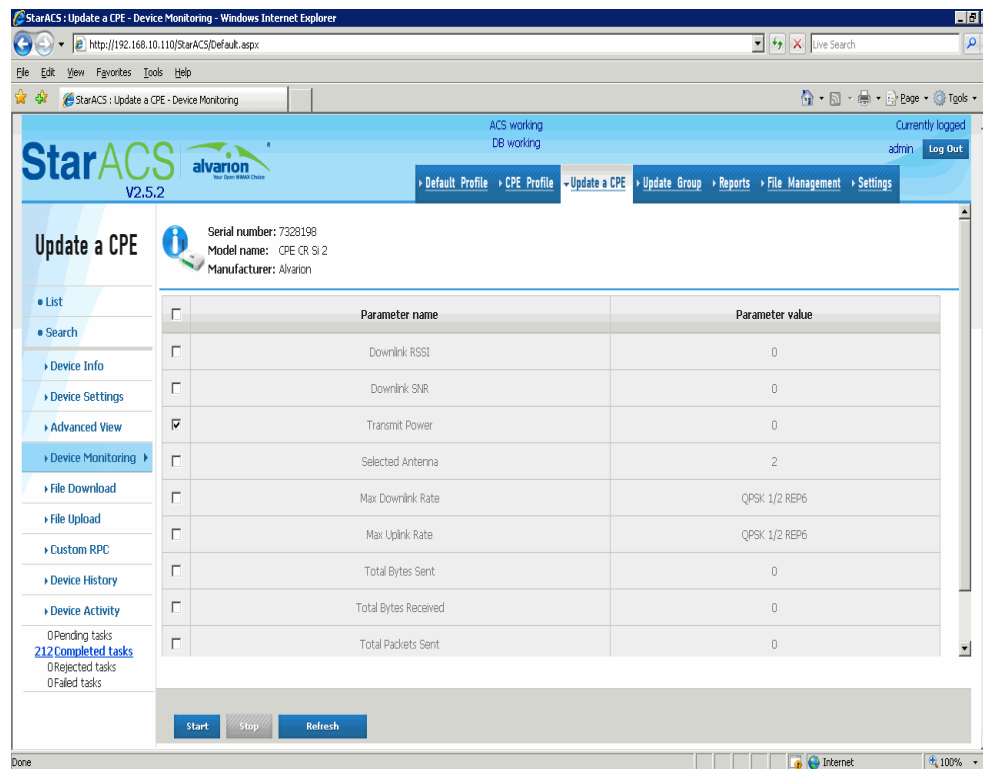 StarACS : Update a CPE - Device Monitoring - Windows Internet Explorer
http://192.168.10.110/StarACS/Default.aspx
Live Search
File Edit View Favorites Tools Help
StarACS : Update a CPE - Device Monitoring
Page Tools
ACS working
DB working
Currently logged
admin Log Out
StarACS
V2.5.2
alvarion
Your Open WiMAX Choice
Default Profile CPE Profile Update a CPE Update Group Reports File Management Settings
Update a CPE
Serial number: 7328198
Model name: CPE CR Si 2
Manufacturer: Alvarion
List
Search
Device Info
Device Settings
Advanced View
Device Monitoring
File Download
File Upload
Custom RPC
Device History
Device Activity
0 Pending tasks
212 Completed tasks
0 Rejected tasks
0 Failed tasks
Parameter name Parameter value
Downlink RSSI 0
Downlink SNR 0
Transmit Power 0
Selected Antenna 2
Max Downlink Rate QPSK 1/2 REP6
Max Uplink Rate QPSK 1/2 REP6
Total Bytes Sent 0
Total Bytes Received 0
Total Packets Sent 0
Start Stop Refresh
Done Internet 100%